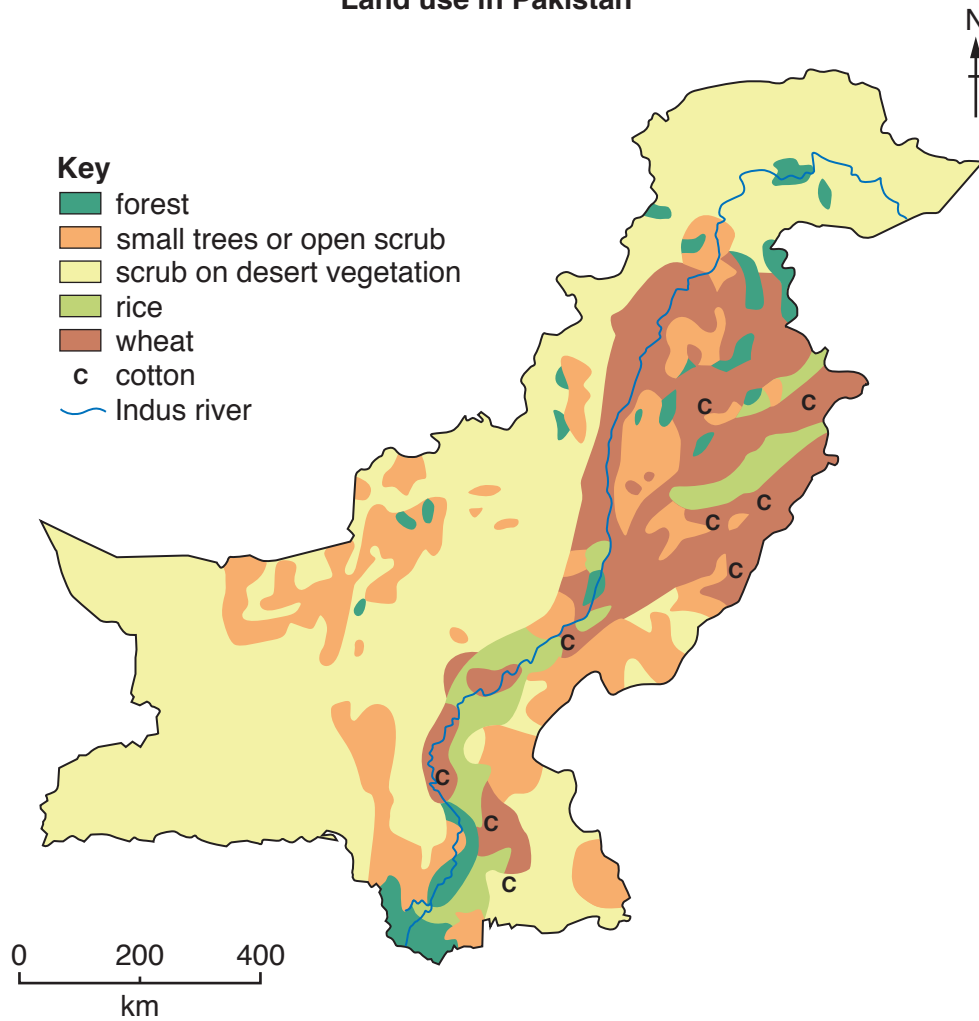 Land use in Pakistan
N
Key
forest
small trees or open scrub
scrub on desert vegetation
rice
wheat
C cotton
Indus river
C
C
C
C
C
C
C
C
C
0 200 400
km